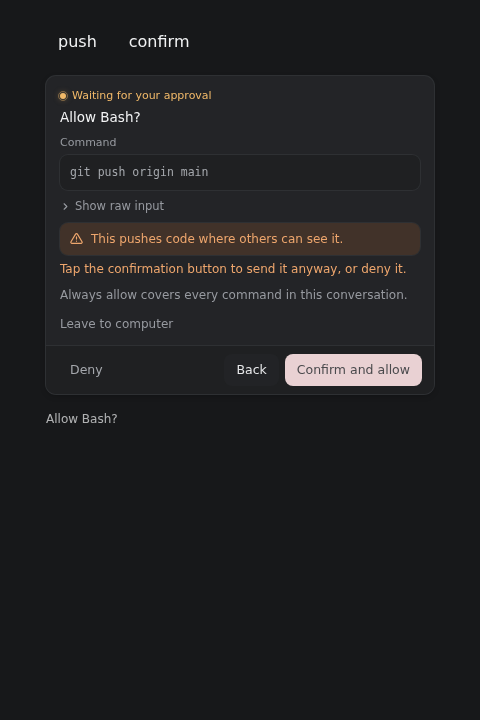 push confirm
Waiting for your approval
Allow Bash?
Command
git push origin main
Show raw input
This pushes code where others can see it.
Tap the confirmation button to send it anyway, or deny it.
Always allow covers every command in this conversation.
Leave to computer
Deny Back Confirm and allow
Allow Bash?